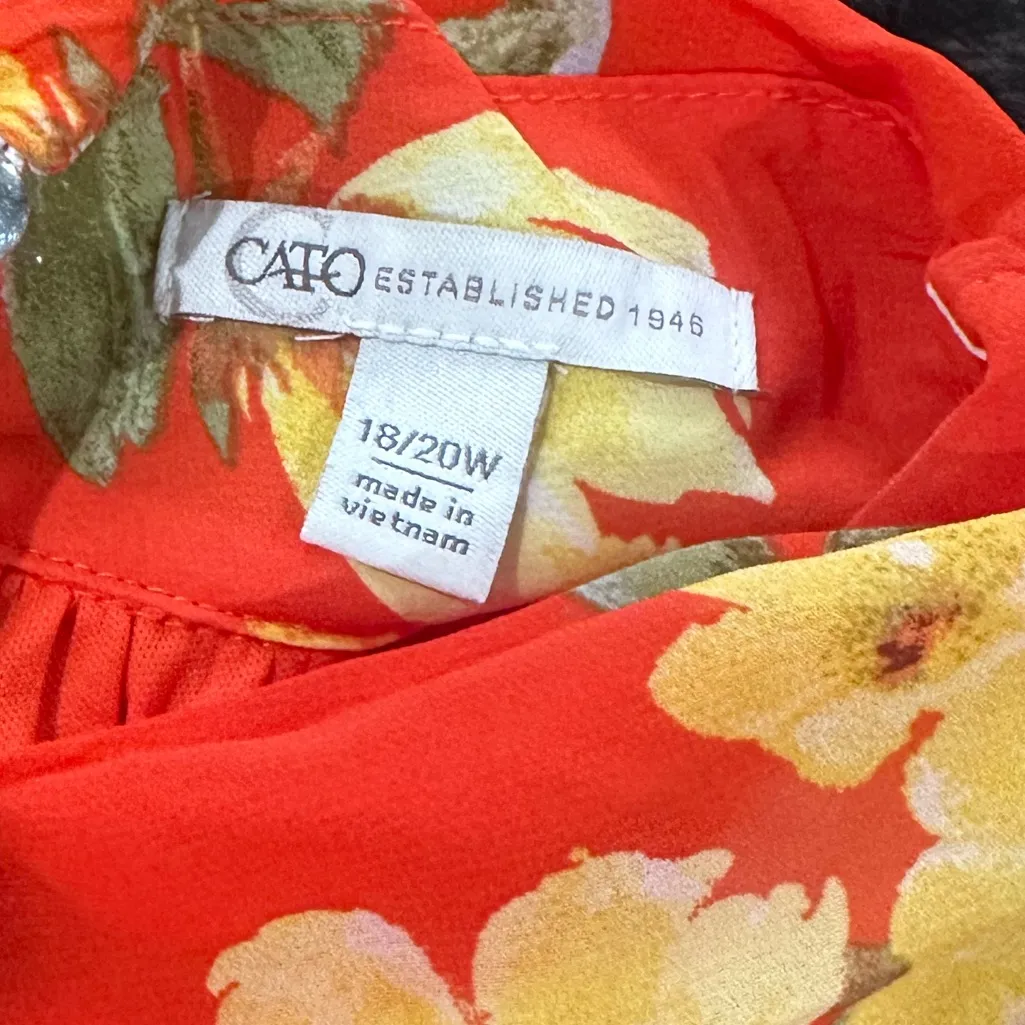 CATO ESTABLISHED 1946
18/20W
made in
vietnam